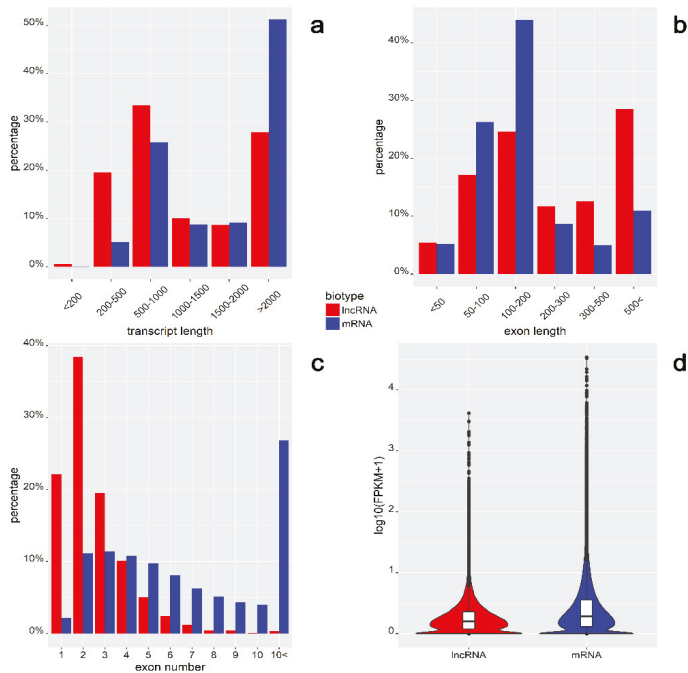 a
50%
40%
30%
20%
10%
0%
percentage
<200
200-500
500-1000
1000-1500
1500-2000
>2000
transcript length
b
40%
30%
20%
10%
0%
percentage
<50
50-100
100-200
200-300
300-500
500<
exon length
biotype
lncRNA
mRNA
c
40%
30%
20%
10%
0%
percentage
1 2 3 4 5 6 7 8 9 10 10<
exon number
d
4
3
2
1
0
log10(FPKM+1)
lncRNA mRNA